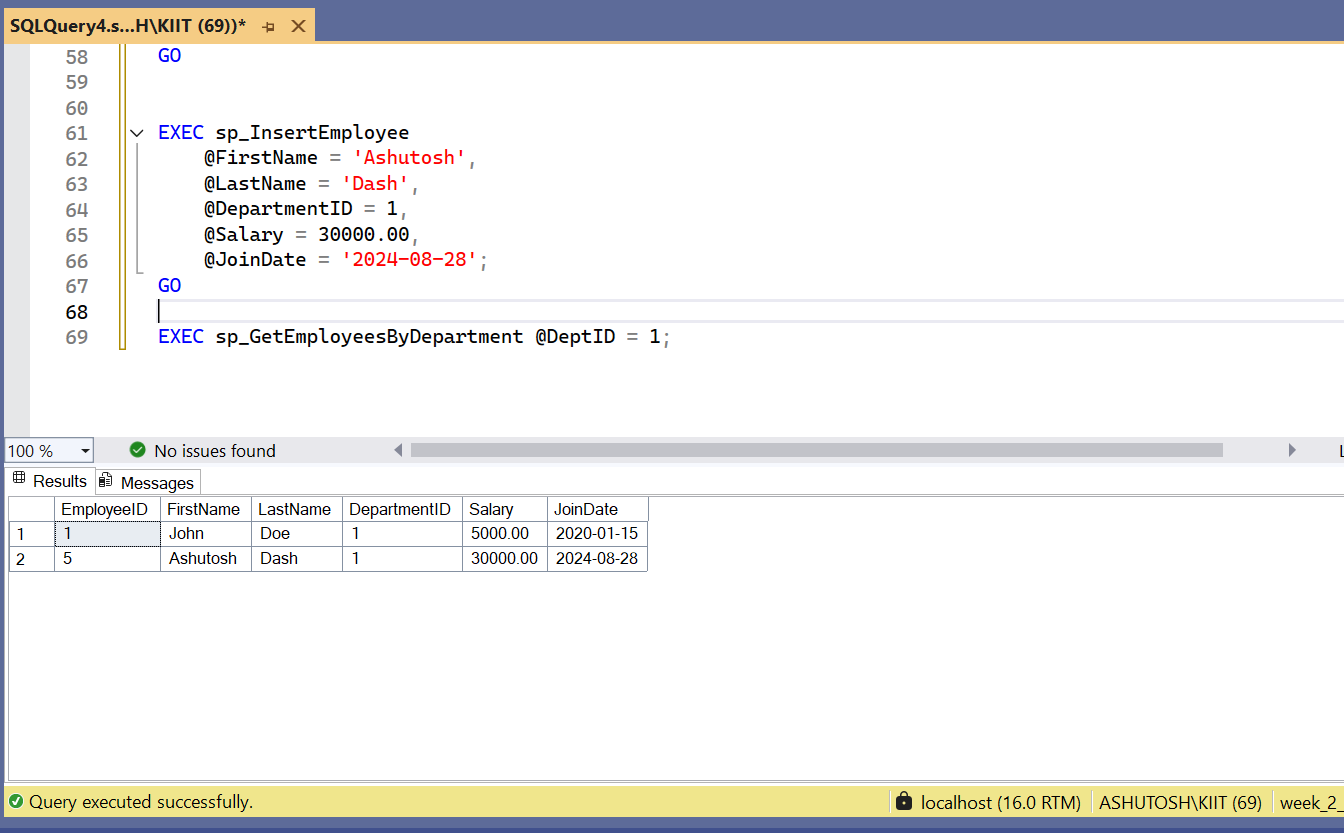 SQLQuery4.s...H\KIIT (69))*
58 GO
59
60
61 EXEC sp_InsertEmployee
62 @FirstName = 'Ashutosh',
63 @LastName = 'Dash',
64 @DepartmentID = 1,
65 @Salary = 30000.00,
66 @JoinDate = '2024-08-28';
67 GO
68
69 EXEC sp_GetEmployeesByDepartment @DeptID = 1;
100 % No issues found
Results Messages
EmployeeID FirstName LastName DepartmentID Salary JoinDate
1 1 John Doe 1 5000.00 2020-01-15
2 5 Ashutosh Dash 1 30000.00 2024-08-28
Query executed successfully. localhost (16.0 RTM) ASHUTOSH\KIIT (69) week_2_